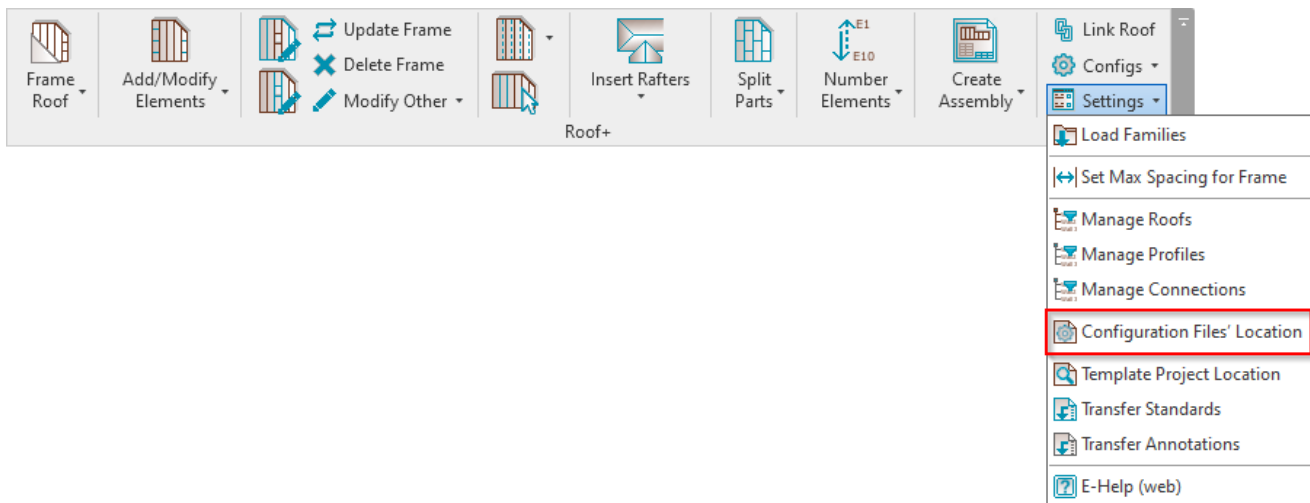 Frame
Roof
Add/Modify
Elements
Update Frame
Delete Frame
Modify Other
Insert Rafters
Split
Parts
E1
E10
Number
Elements
Create
Assembly
Link Roof
Configs
Settings
Roof+
Load Families
Set Max Spacing for Frame
Manage Roofs
Manage Profiles
Manage Connections
Configuration Files' Location
Template Project Location
Transfer Standards
Transfer Annotations
E-Help (web)